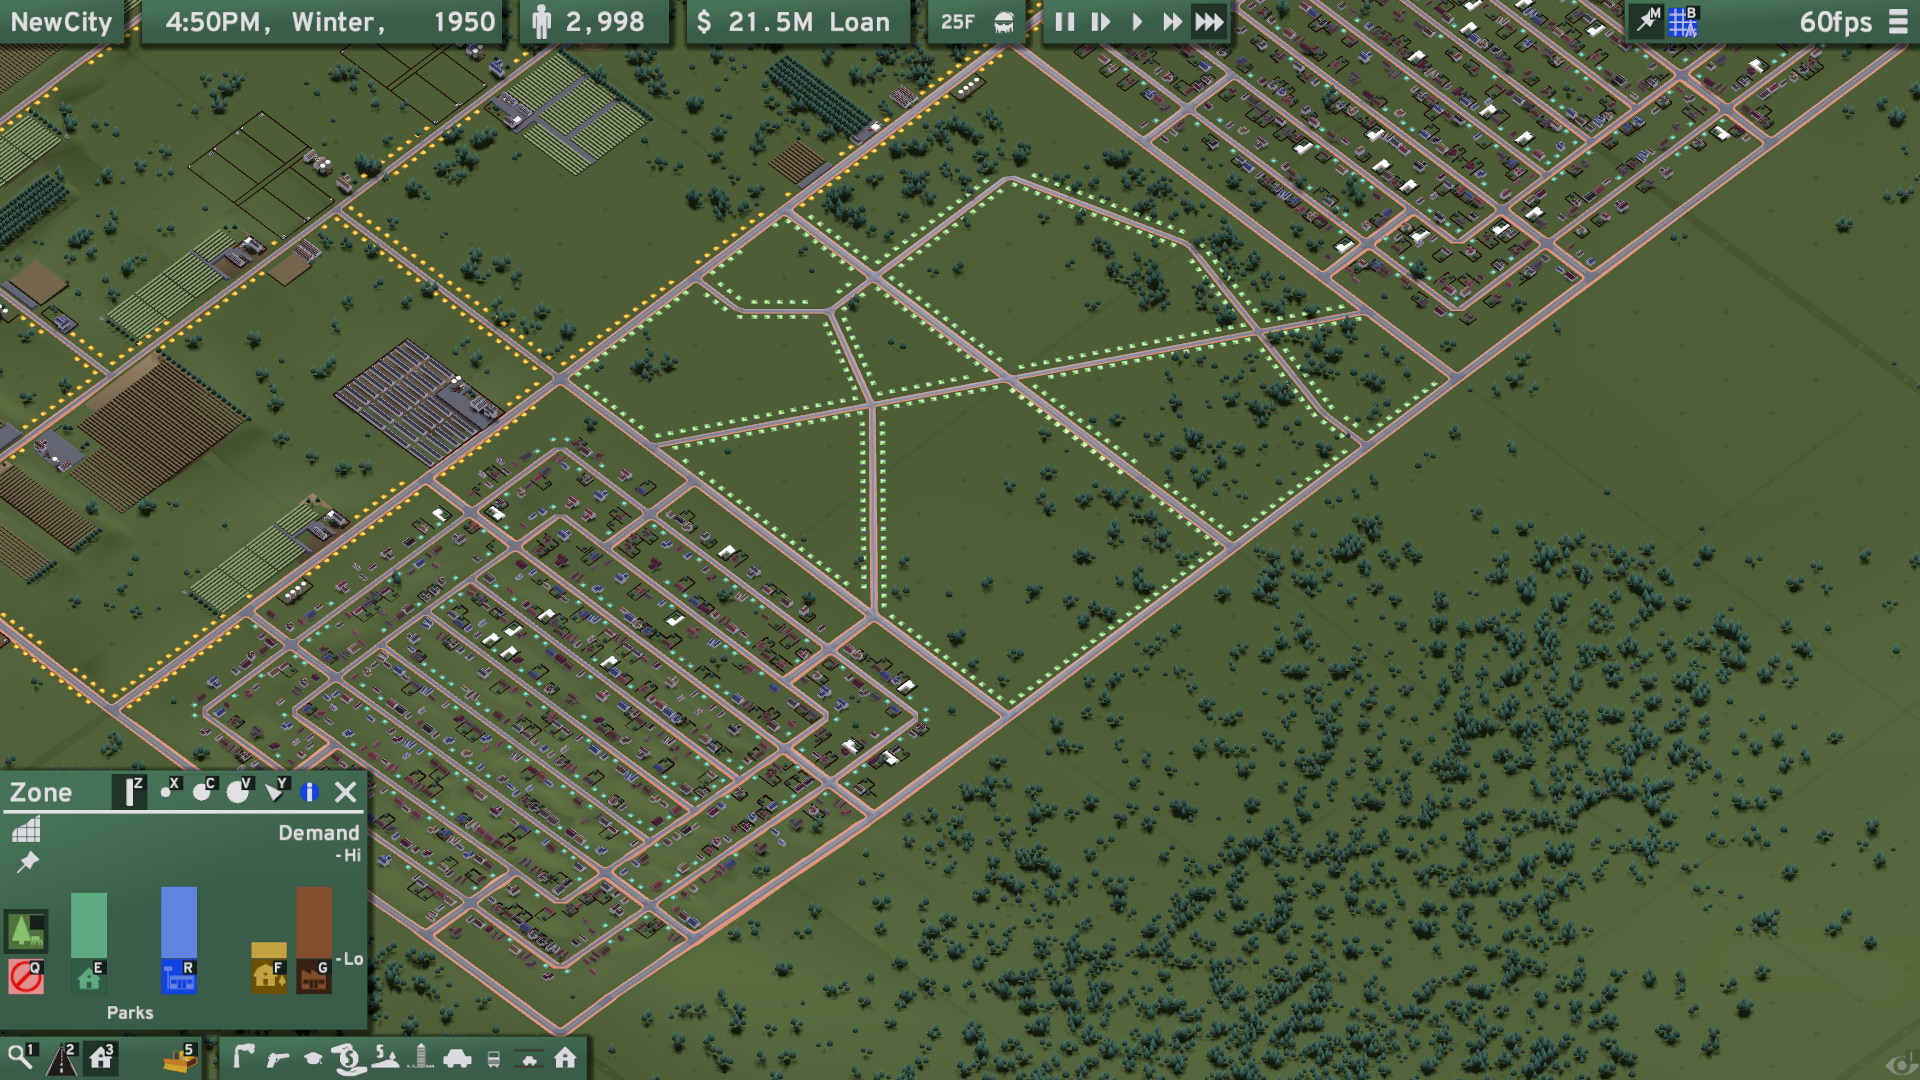 NewCity
4:50PM, Winter, 1950
2,998
$ 21.5M Loan
25F
M
B
60fps
Zone
Z
X
C
V
Y
i
Demand
-Hi
-Lo
Q
E
R
F
G
Parks
1
2
3
5
$
5